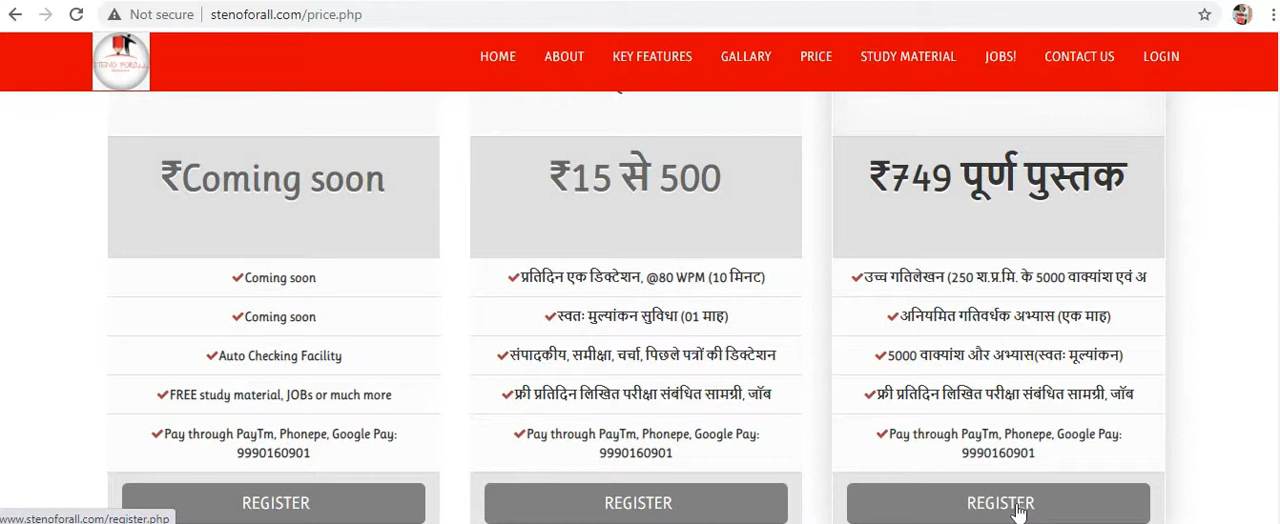 Not secure | stenoforall.com/price.php
STENO FORALL
HOME ABOUT KEY FEATURES GALLARY PRICE STUDY MATERIAL JOBS! CONTACT US LOGIN
₹Coming soon
Coming soon
Coming soon
Auto Checking Facility
FREE study material, JOBs or much more
Pay through PayTm, Phonepe, Google Pay:
9990160901
REGISTER
₹15 से 500
प्रतिदिन एक डिक्टेशन, @80 WPM (10 मिनट)
स्वतः मुल्यांकन सुविधा (01 माह)
संपादकीय, समीक्षा, चर्चा, पिछले पत्रों की डिक्टेशन
फ्री प्रतिदिन लिखित परीक्षा संबंधित सामग्री, जॉब
Pay through PayTm, Phonepe, Google Pay:
9990160901
REGISTER
₹749 पूर्ण पुस्तक
उच्च गतिलेखन (250 श.प्र.मि. के 5000 वाक्यांश एवं अ
अनियमित गतिवर्धक अभ्यास (एक माह)
5000 वाक्यांश और अभ्यास(स्वतः मूल्यांकन)
फ्री प्रतिदिन लिखित परीक्षा संबंधित सामग्री, जॉब
Pay through PayTm, Phonepe, Google Pay:
9990160901
REGISTER
www.stenoforall.com/register.php